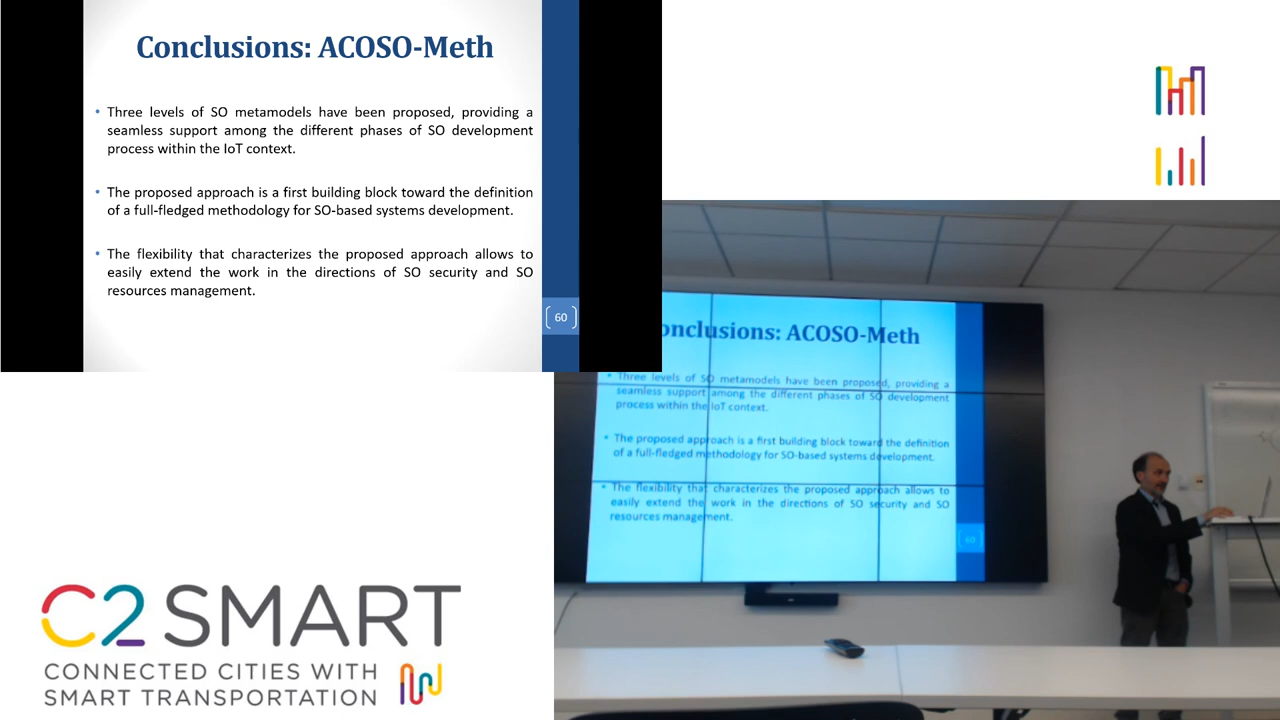 Conclusions: ACOSO-Meth
• Three levels of SO metamodels have been proposed, providing a
seamless support among the different phases of SO development
process within the IoT context.
• The proposed approach is a first building block toward the definition
of a full-fledged methodology for SO-based systems development.
• The flexibility that characterizes the proposed approach allows to
easily extend the work in the directions of SO security and SO
resources management.
60
onclusions: ACOSO-Meth
• Three levels of SO metamodels have been proposed, providing a
seamless support among the different phases of SO development
process within the IoT context.
• The proposed approach is a first building block toward the definition
of a full-fledged methodology for SO-based systems development.
• The flexibility that characterizes the proposed approach allows to
easily extend the work in the directions of SO security and SO
resources management.
60
C2SMART
CONNECTED CITIES WITH
SMART TRANSPORTATION